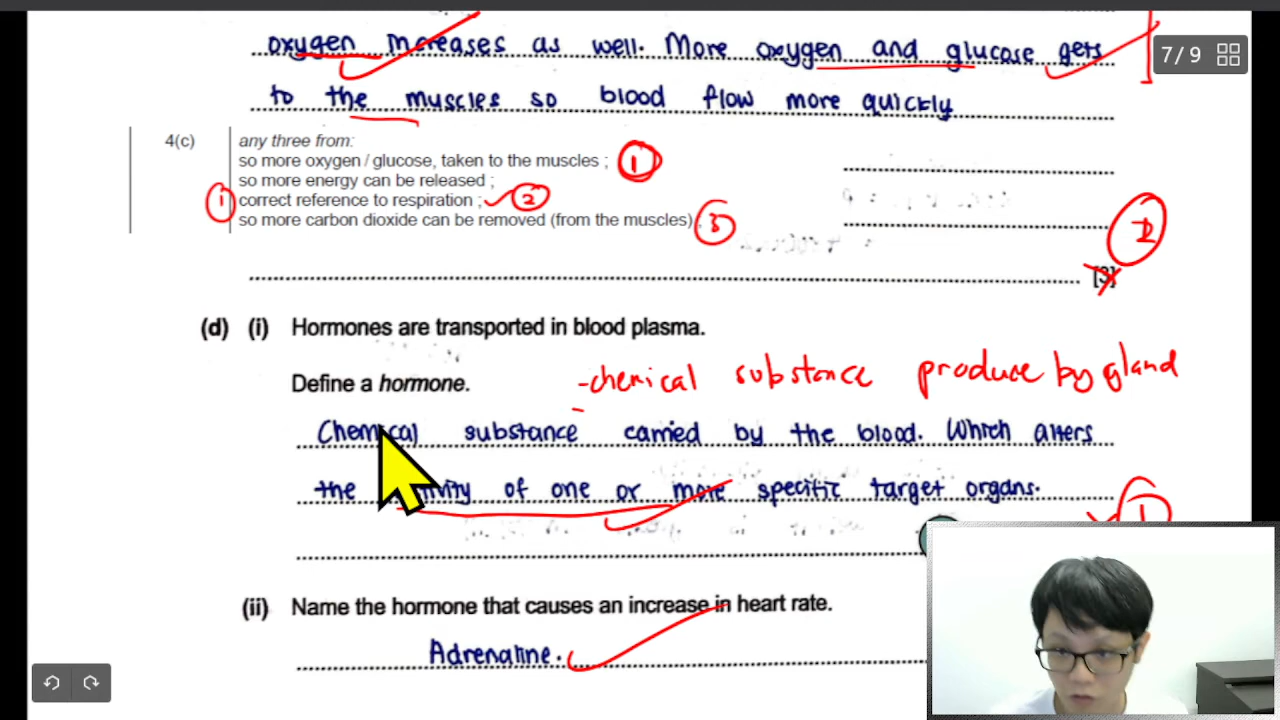 oxygen increases as well. More oxygen and glucose gets
7/9
to the muscles so blood flow more quickly
4(c) any three from:
so more oxygen / glucose, taken to the muscles ; 1
so more energy can be released ;
1 correct reference to respiration ; 2
so more carbon dioxide can be removed (from the muscles) 3
2
[3]
(d) (i) Hormones are transported in blood plasma.
Define a hormone.
-chemical substance produce by gland
Chemical substance carried by the blood. Which alters
the of one or more specific target organs.
1
(ii) Name the hormone that causes an increase in heart rate.
Adrenaline.